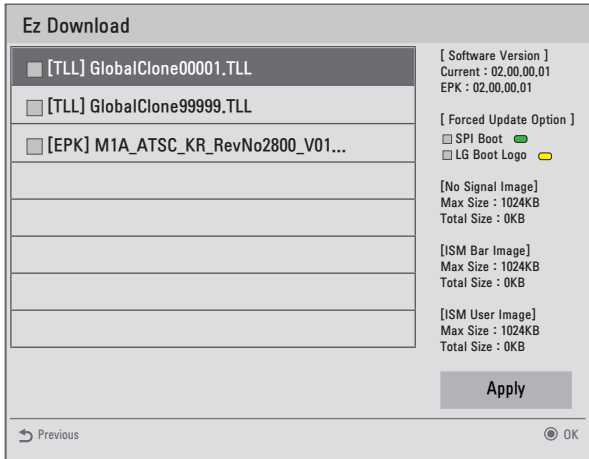 Ez Download
[TLL] GlobalClone00001.TLL
[TLL] GlobalClone99999.TLL
[EPK] M1A_ATSC_KR_RevNo2800_V01...
[ Software Version ]
Current : 02.00.00.01
EPK : 02.00.00.01
[ Forced Update Option ]
SPI Boot
LG Boot Logo
[No Signal Image]
Max Size : 1024KB
Total Size : 0KB
[ISM Bar Image]
Max Size : 1024KB
Total Size : 0KB
[ISM User Image]
Max Size : 1024KB
Total Size : 0KB
Apply
Previous
OK